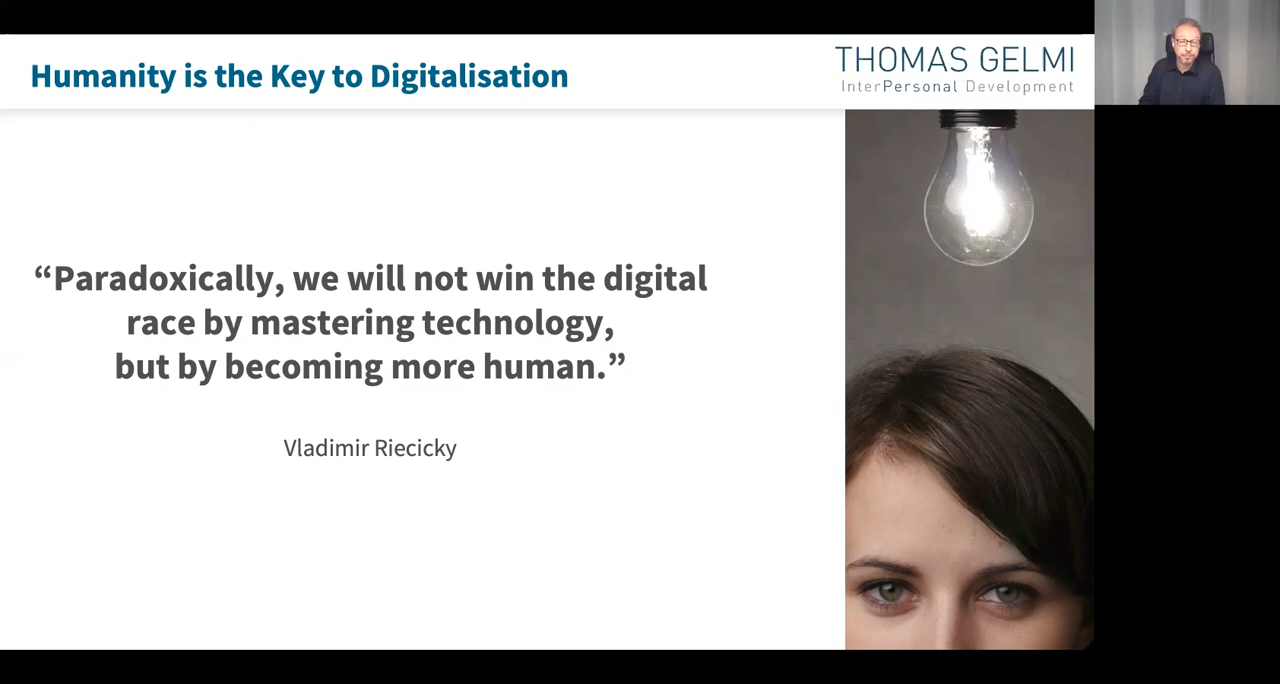 Humanity is the Key to Digitalisation
THOMAS GELMI
InterPersonal Development
“Paradoxically, we will not win the digital
race by mastering technology,
but by becoming more human.”
Vladimir Riecicky